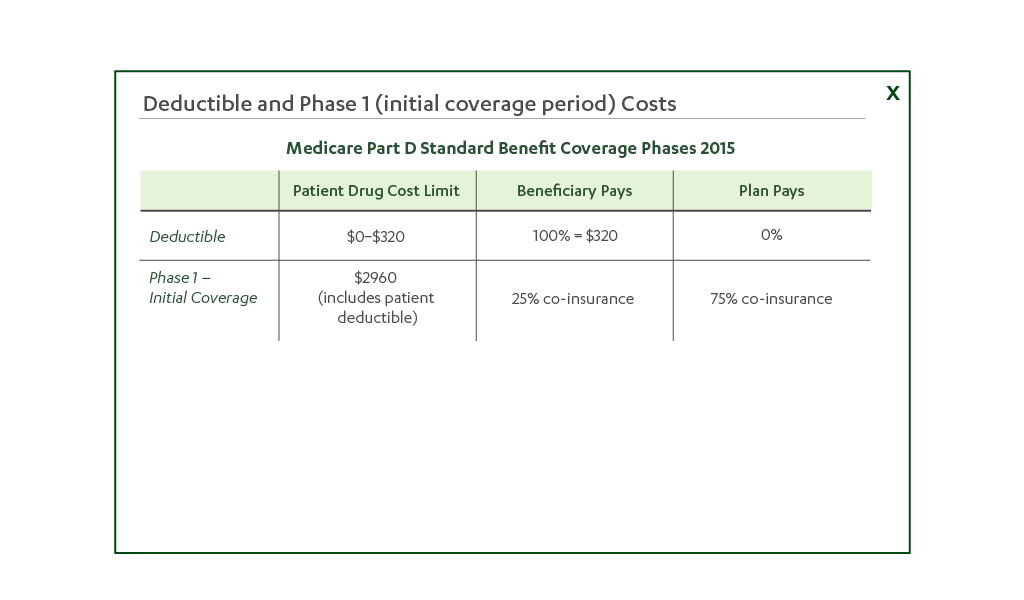 Deductible and Phase 1 (initial coverage period) Costs
X
Medicare Part D Standard Benefit Coverage Phases 2015
Patient Drug Cost Limit
Beneficiary Pays
Plan Pays
Deductible
$0–$320
100% = $320
0%
Phase 1 –
Initial Coverage
$2960
(includes patient
deductible)
25% co-insurance
75% co-insurance